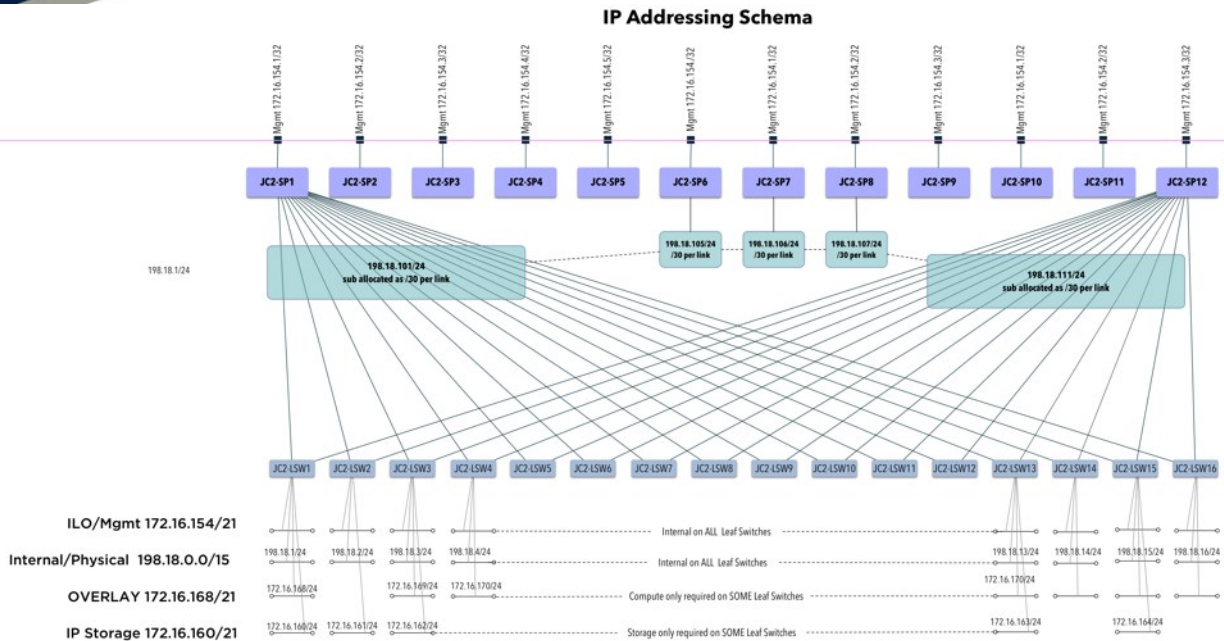 IP Addressing Schema
Mgmt 172.16.154.1/32
Mgmt 172.16.154.2/32
Mgmt 172.16.154.3/32
Mgmt 172.16.154.4/32
Mgmt 172.16.154.5/32
Mgmt 172.16.154./32
Mgmt 172.16.154.1/32
Mgmt 172.16.154.2/32
Mgmt 172.16.154.3/32
Mgmt 172.16.154.1/32
Mgmt 172.16.154.2/32
Mgmt 172.16.154.3/32
JC2-SP1
JC2-SP2
JC2-SP3
JC2-SP4
JC2-SP5
JC2-SP6
JC2-SP7
JC2-SP8
JC2-SP9
JC2-SP10
JC2-SP11
JC2-SP12
198.18.1/24
198.18.101/24
sub allocated as /30 per link
198.18.105/24
/30 per link
198.18.106/24
/30 per link
198.18.107/24
/30 per link
198.18.111/24
sub allocated as /30 per link
JC2-LSW1
JC2-LSW2
JC2-LSW3
JC2-LSW4
JC2-LSW5
JC2-LSW6
JC2-LSW7
JC2-LSW8
JC2-LSW9
JC2-LSW10
JC2-LSW11
JC2-LSW12
JC2-LSW13
JC2-LSW14
JC2-LSW15
JC2-LSW16
ILO/Mgmt 172.16.154/21
Internal on ALL Leaf Switches
Internal/Physical 198.18.0.0/15
198.18.1/24
198.18.2/24
198.18.3/24
198.18.4/24
Internal on ALL Leaf Switches
198.18.13/24
198.18.14/24
198.18.15/24
198.18.16/24
OVERLAY 172.16.168/21
172.16.168/24
172.16.169/24
172.16.170/24
Compute only required on SOME Leaf Switches
172.16.170/24
IP Storage 172.16.160/21
172.16.160/24
172.16.161/24
172.16.162/24
Storage only required on SOME Leaf Switches
172.16.163/24
172.16.164/24